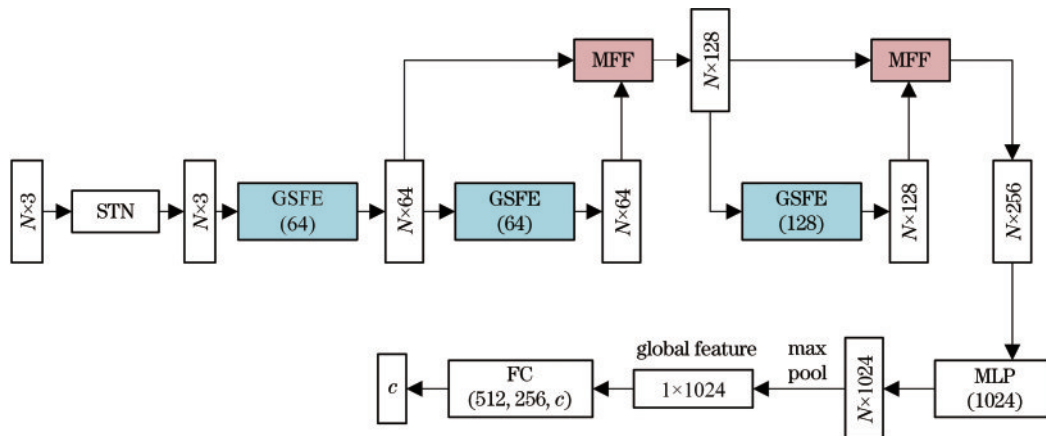 MFF
N×128
MFF
N×3
STN
N×3
GSFE
(64)
N×64
GSFE
(64)
N×64
GSFE
(128)
N×128
N×256
c
FC
(512, 256, c)
global feature
1×1024
max
pool
N×1024
MLP
(1024)